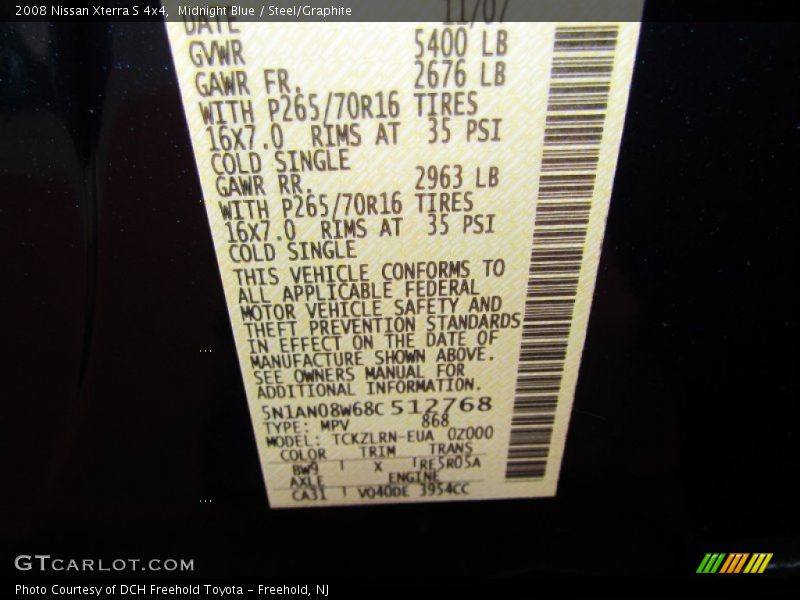 2008 Nissan Xterra S 4x4, Midnight Blue / Steel/Graphite
DATE 11/07
GVWR 5400 LB
GAWR FR. 2676 LB
WITH P265/70R16 TIRES
16X7.0 RIMS AT 35 PSI
COLD SINGLE
GAWR RR. 2963 LB
WITH P265/70R16 TIRES
16X7.0 RIMS AT 35 PSI
COLD SINGLE
THIS VEHICLE CONFORMS TO
ALL APPLICABLE FEDERAL
MOTOR VEHICLE SAFETY AND
THEFT PREVENTION STANDARDS
IN EFFECT ON THE DATE OF
MANUFACTURE SHOWN ABOVE.
SEE OWNERS MANUAL FOR
ADDITIONAL INFORMATION.
5N1AN08W68C512768
TYPE: MPV 868
MODEL: TCKZLRN-EUA 0Z000
COLOR TRIM TRANS
BW9 X RE5R05A
AXLE ENGINE
CA31 VQ40DE 3954CC
GTCARLOT.COM
Photo Courtesy of DCH Freehold Toyota - Freehold, NJ